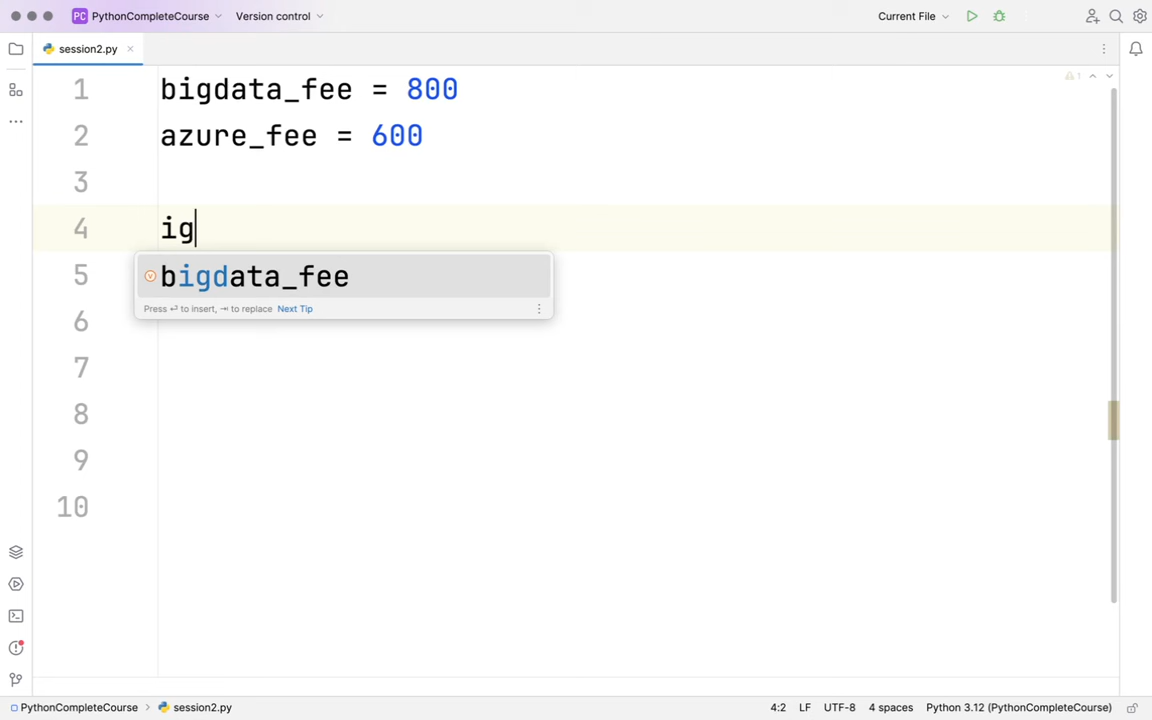 PC PythonCompleteCourse Version control Current File
session2.py
1 bigdata_fee = 800
1
2 azure_fee = 600
3
4 ig
5 bigdata_fee
Press ⏎ to insert, ⇥ to replace Next Tip
6
7
8
9
10
PythonCompleteCourse session2.py 4:2 LF UTF-8 4 spaces Python 3.12 (PythonCompleteCourse)